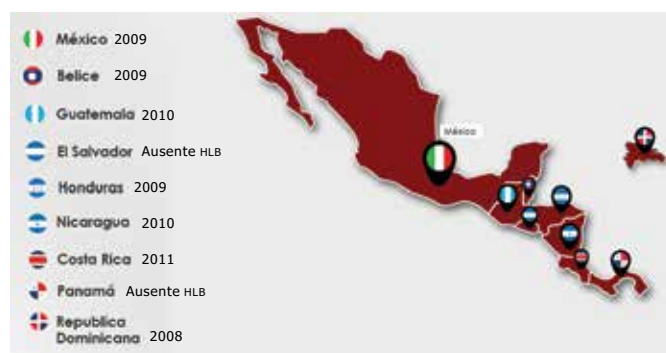 México 2009
Belice 2009
Guatemala 2010
El Salvador Ausente HLB
Honduras 2009
Nicaragua 2010
Costa Rica 2011
Panamá Ausente HLB
Republica
Dominicana 2008
México